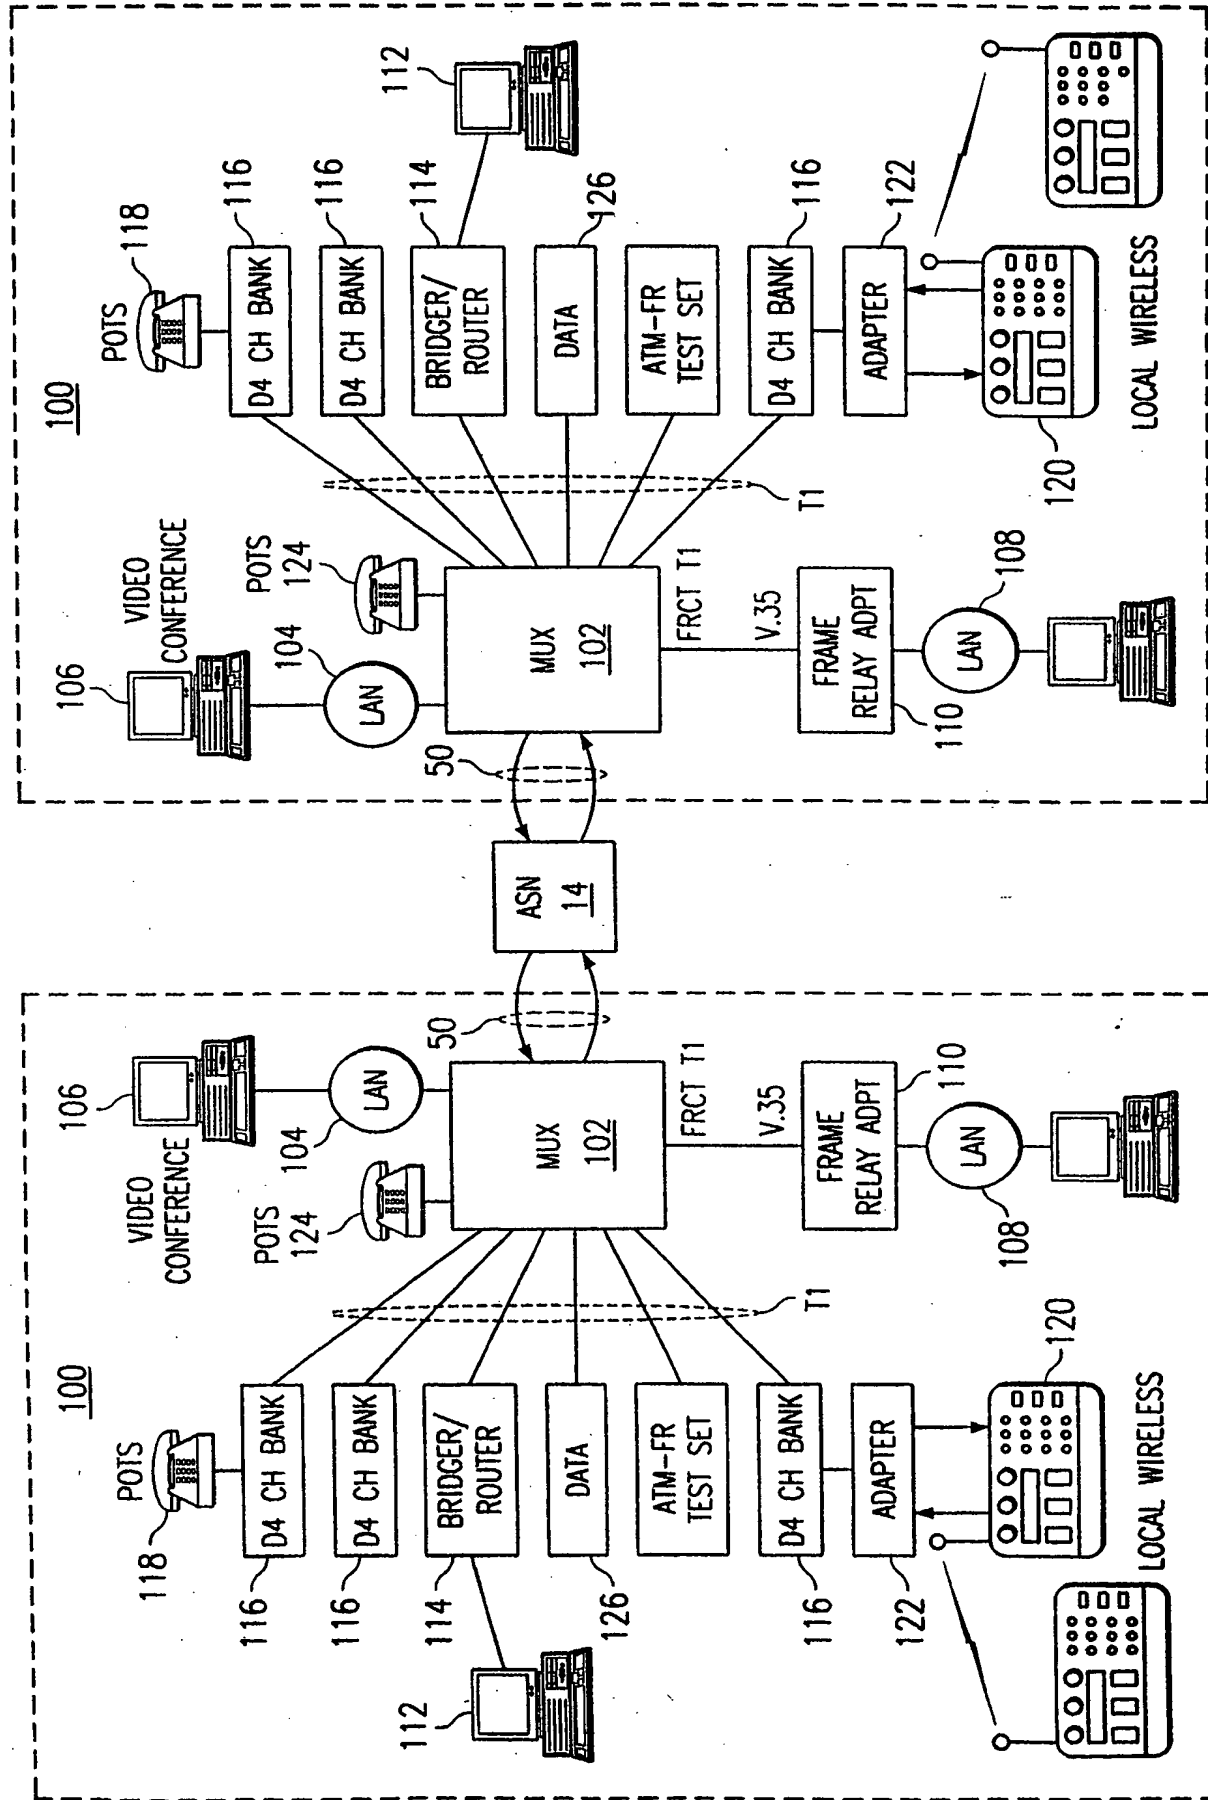 100
POTS
118
D4 CH BANK
116
D4 CH BANK
116
BRIDGER/
ROUTER
114
112
DATA
126
ATM-FR
TEST SET
D4 CH BANK
116
ADAPTER
122
120
LOCAL WIRELESS
T1
VIDEO
CONFERENCE
106
LAN
104
POTS
124
MUX
102
FRCT T1
V.35
FRAME
RELAY ADPT
110
LAN
108
50
ASN
14
50
100
VIDEO
CONFERENCE
106
104
LAN
POTS
124
MUX
102
FRCT T1
V.35
FRAME
RELAY ADPT
110
LAN
108
T1
POTS
118
D4 CH BANK
116
D4 CH BANK
116
BRIDGER/
ROUTER
114
112
DATA
126
ATM-FR
TEST SET
D4 CH BANK
116
ADAPTER
122
120
LOCAL WIRELESS